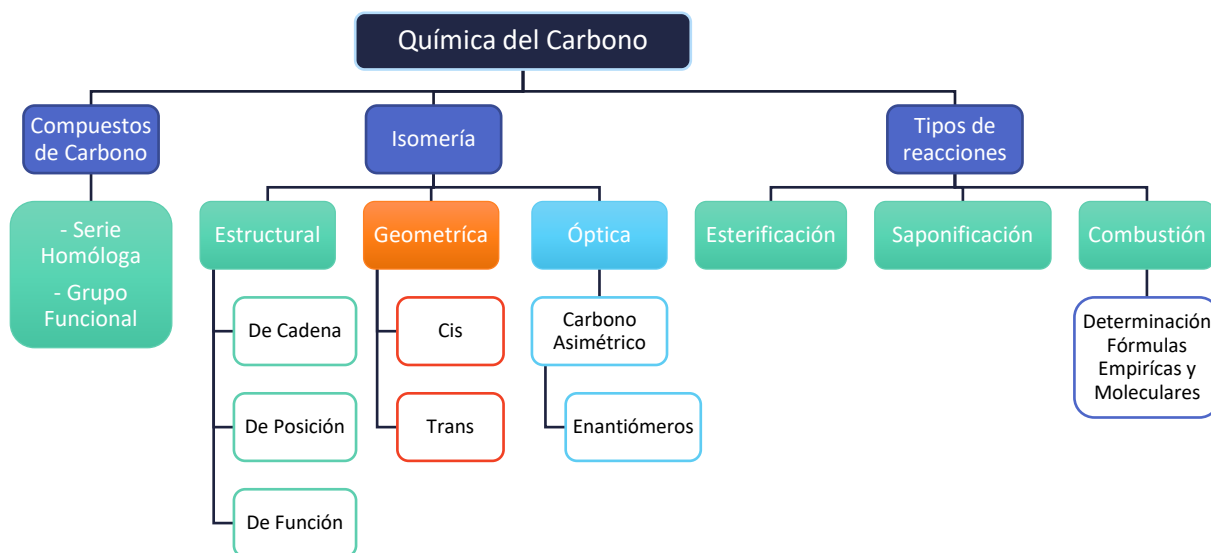 Química del Carbono
Compuestos
de Carbono
Isomería
Tipos de
reacciones
- Serie
Homóloga
- Grupo
Funcional
Estructural
Geometríca
Óptica
Esterificación
Saponificación
Combustión
De Cadena
Cis
Carbono
Asimétrico
Determinación
Fórmulas
Empirícas y
Moleculares
De Posición
Trans
Enantiómeros
De Función